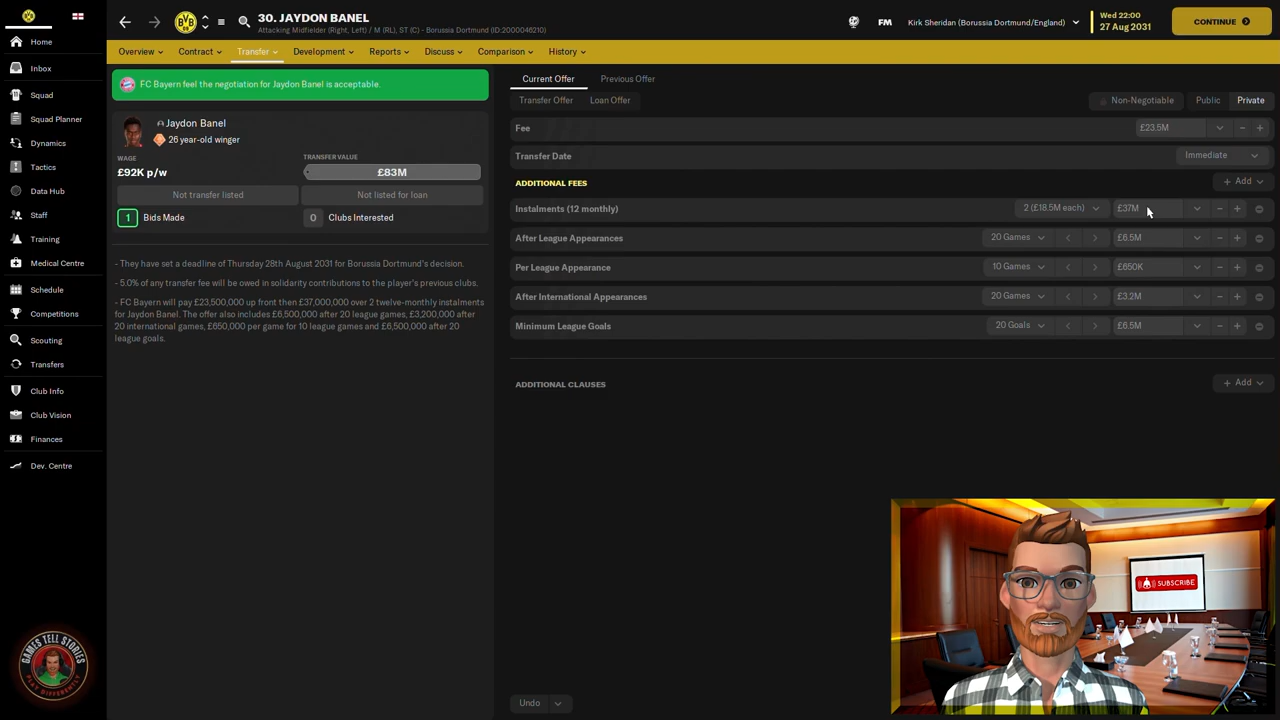 30. JAYDON BANEL
Attacking Midfielder (Right, Left) / M (RL), ST (C) - Borussia Dortmund (ID:2000046210)
FM
Kirk Sheridan (Borussia Dortmund/England)
Wed 22:00
27 Aug 2031
CONTINUE
Home
Inbox
Squad
Squad Planner
Dynamics
Tactics
Data Hub
Staff
Training
Medical Centre
Schedule
Competitions
Scouting
Transfers
Club Info
Club Vision
Finances
Dev. Centre
GAMES TELL STORIES
PLAY DIFFERENTLY
Overview
Contract
Transfer
Development
Reports
Discuss
Comparison
History
FC Bayern feel the negotiation for Jaydon Banel is acceptable.
Jaydon Banel
26 year-old winger
WAGE
TRANSFER VALUE
£92K p/w
£83M
Not transfer listed
Not listed for loan
1 Bids Made
0 Clubs Interested
- They have set a deadline of Thursday 28th August 2031 for Borussia Dortmund's decision.
- 5.0% of any transfer fee will be owed in solidarity contributions to the player's previous clubs.
- FC Bayern will pay £23,500,000 up front then £37,000,000 over 2 twelve-monthly instalments
for Jaydon Banel. The offer also includes £6,500,000 after 20 league games, £3,200,000 after
20 international games, £650,000 per game for 10 league games and £6,500,000 after 20
league goals.
Current Offer
Previous Offer
Transfer Offer
Loan Offer
Non-Negotiable
Public
Private
Fee
£23.5M
Transfer Date
Immediate
ADDITIONAL FEES
+ Add
Instalments (12 monthly)
2 (£18.5M each)
£37M
After League Appearances
20 Games
£6.5M
Per League Appearance
10 Games
£650K
After International Appearances
20 Games
£3.2M
Minimum League Goals
20 Goals
£6.5M
ADDITIONAL CLAUSES
+ Add
SUBSCRIBE
Undo